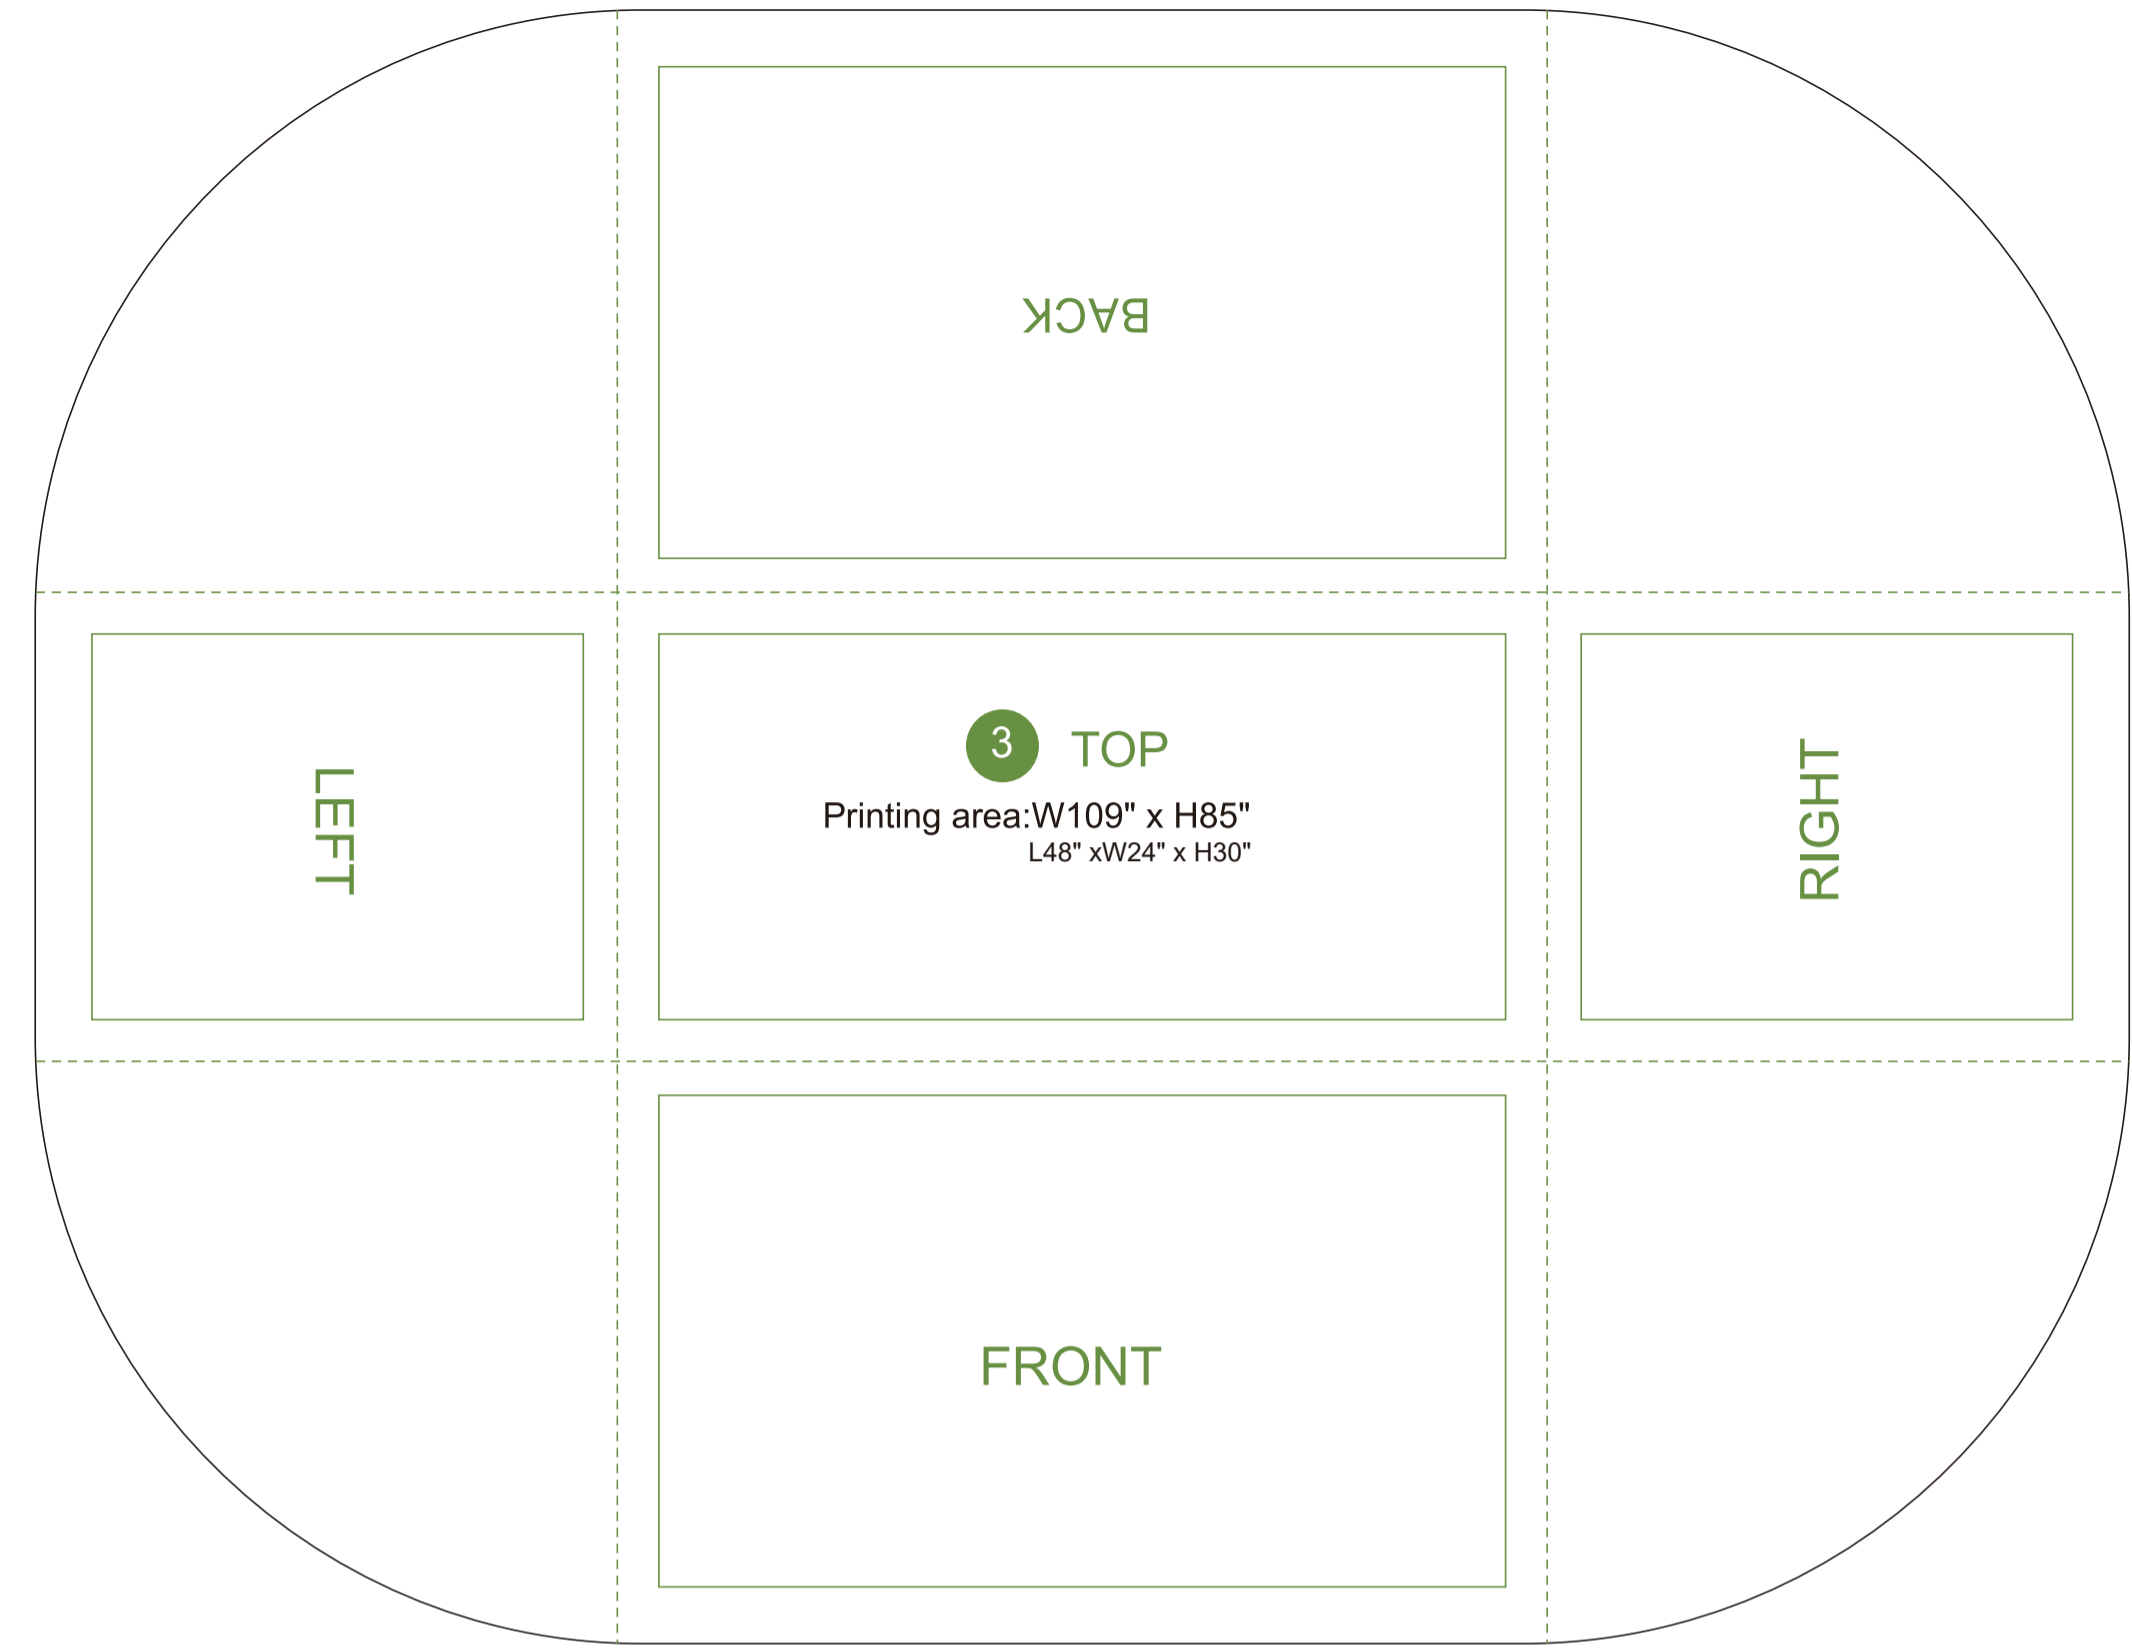 BACK
3 TOP
Printing area:W109" x H85"
L48" xW24" x H30"
LEFT
RIGHT
FRONT